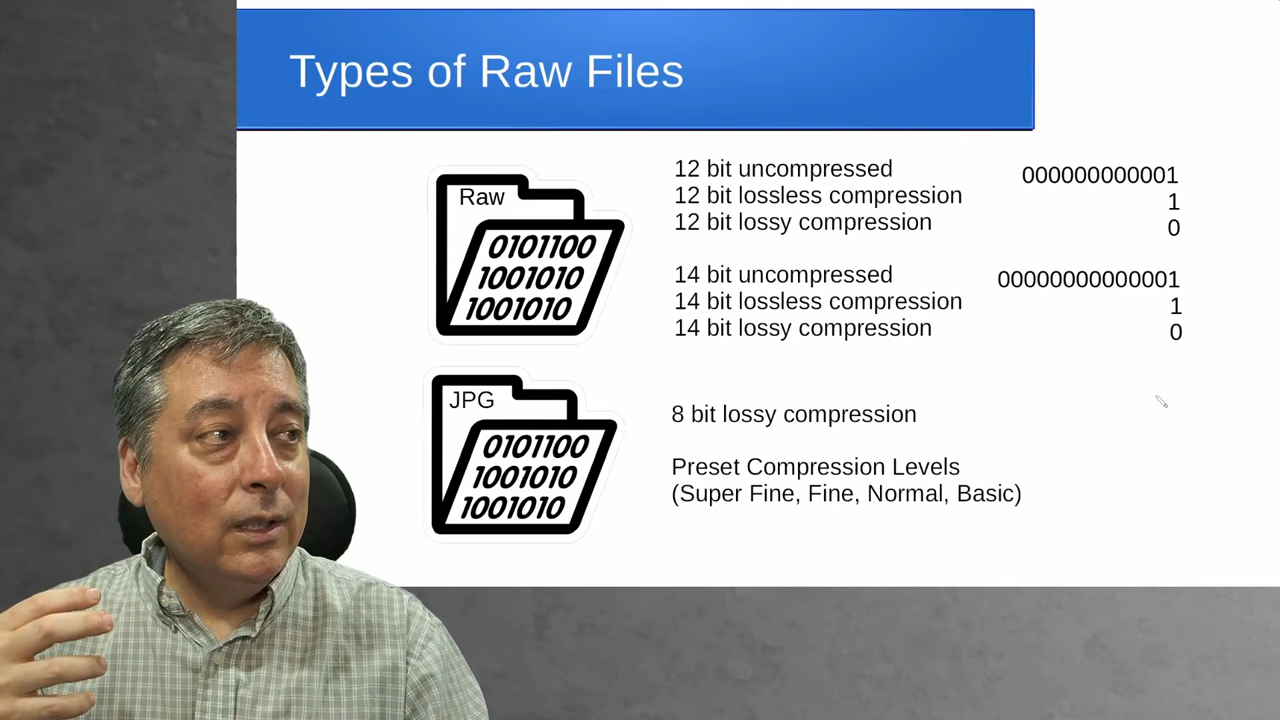 Types of Raw Files
Raw
0101100
1001010
1001010
12 bit uncompressed 000000000001
12 bit lossless compression 1
12 bit lossy compression 0
14 bit uncompressed 00000000000001
14 bit lossless compression 1
14 bit lossy compression 0
JPG
0101100
1001010
1001010
8 bit lossy compression
Preset Compression Levels
(Super Fine, Fine, Normal, Basic)